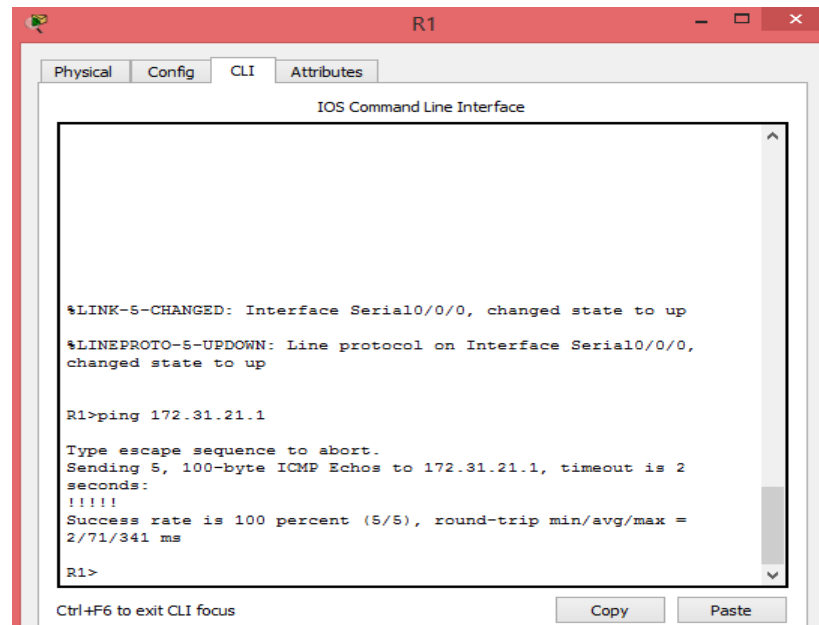 R1
Physical Config CLI Attributes
IOS Command Line Interface
%LINK-5-CHANGED: Interface Serial0/0/0, changed state to up
%LINEPROTO-5-UPDOWN: Line protocol on Interface Serial0/0/0,
changed state to up
R1>ping 172.31.21.1
Type escape sequence to abort.
Sending 5, 100-byte ICMP Echos to 172.31.21.1, timeout is 2
seconds:
!!!!!
Success rate is 100 percent (5/5), round-trip min/avg/max =
2/71/341 ms
R1>
Ctrl+F6 to exit CLI focus
Copy Paste